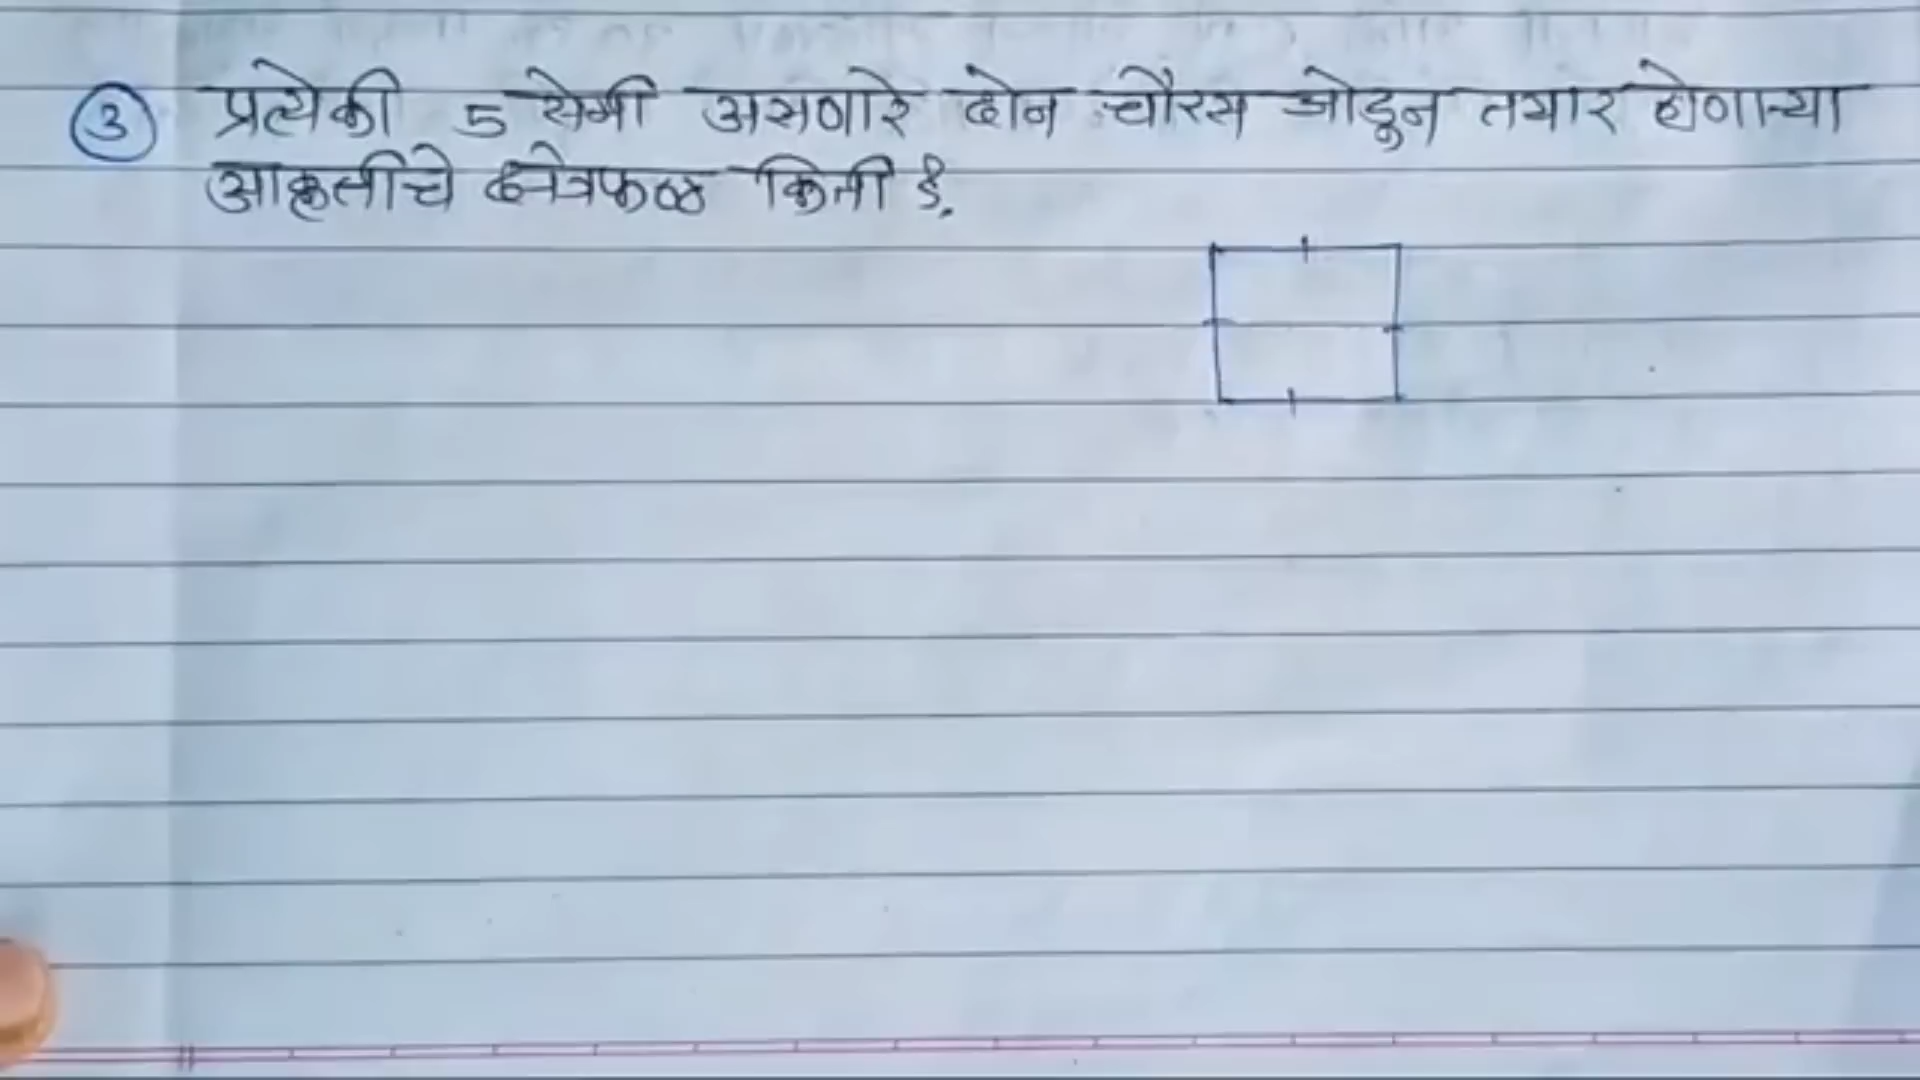 ③ प्रत्येकी 5 सेमी असणारे दोन चौरस जोडून तयार होणाऱ्या
आकृतीचे क्षेत्रफळ किती ?.